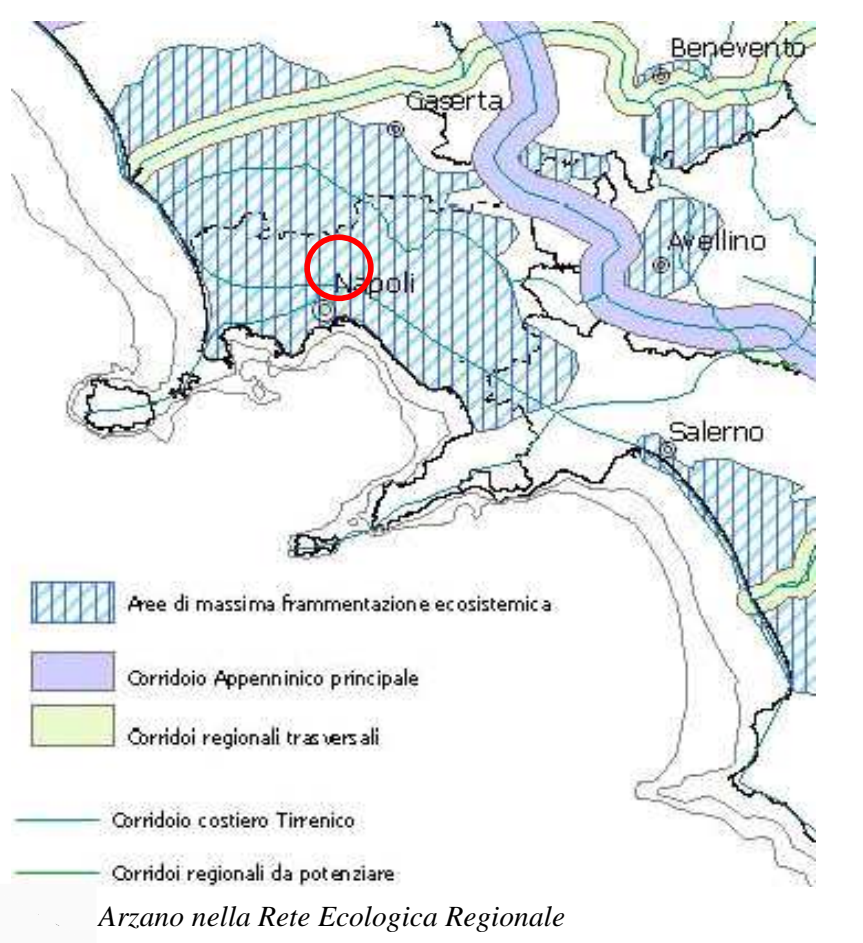 Benevento
Caserta
Avellino
Napoli
Salerno
Aree di massima frammentazione ecosistemica
Corridoio Appenninico principale
Corridoi regionali trasversali
Corridoio costiero Tirrenico
Corridoi regionali da potenziare
Arzano nella Rete Ecologica Regionale